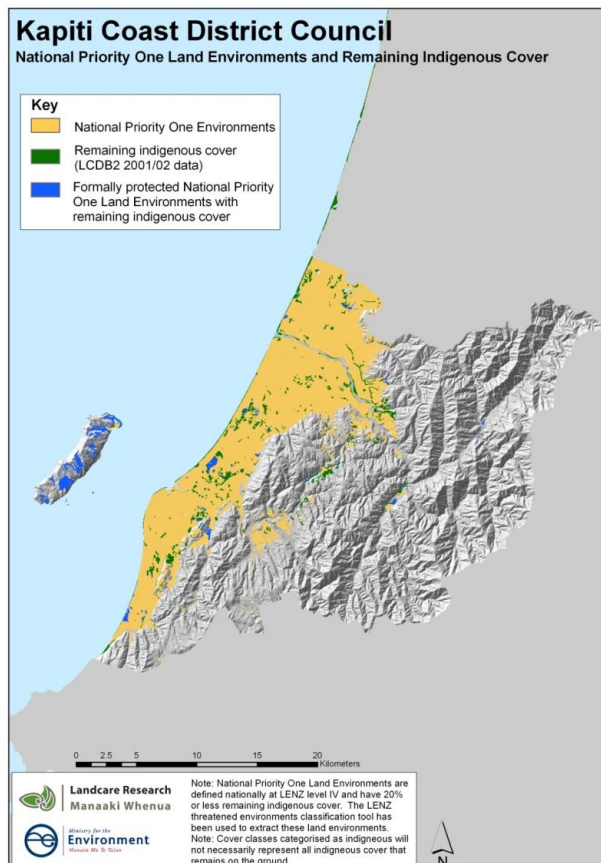 Kapiti Coast District Council
National Priority One Land Environments and Remaining Indigenous Cover
Key
National Priority One Environments
Remaining indigenous cover
(LCDB2 2001/02 data)
Formally protected National Priority
One Land Environments with
remaining indigenous cover
0 2.5 5 10 15 20
Kilometers
Landcare Research
Manaaki Whenua
Ministry for the
Environment
Manatu Mo Te Taiao
Note: National Priority One Land Environments are
defined nationally at LENZ level IV and have 20%
or less remaining indigenous cover. The LENZ
threatened environments classification tool has
been used to extract these land environments.
Note: Cover classes categorised as indigneous will
not necessarily represent all indigneous cover that
remains on the ground
N